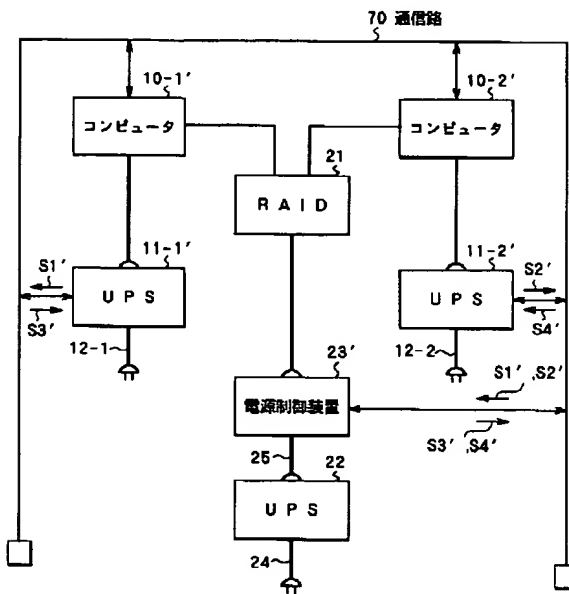 70 通信路
10-1'
コンピュータ
10-2'
コンピュータ
21
RAID
11-1'
UPS
S1'
S3'
12-1
11-2'
UPS
S2'
S4'
12-2
23'
電源制御装置
S1',S2'
S3',S4'
25
22
UPS
24